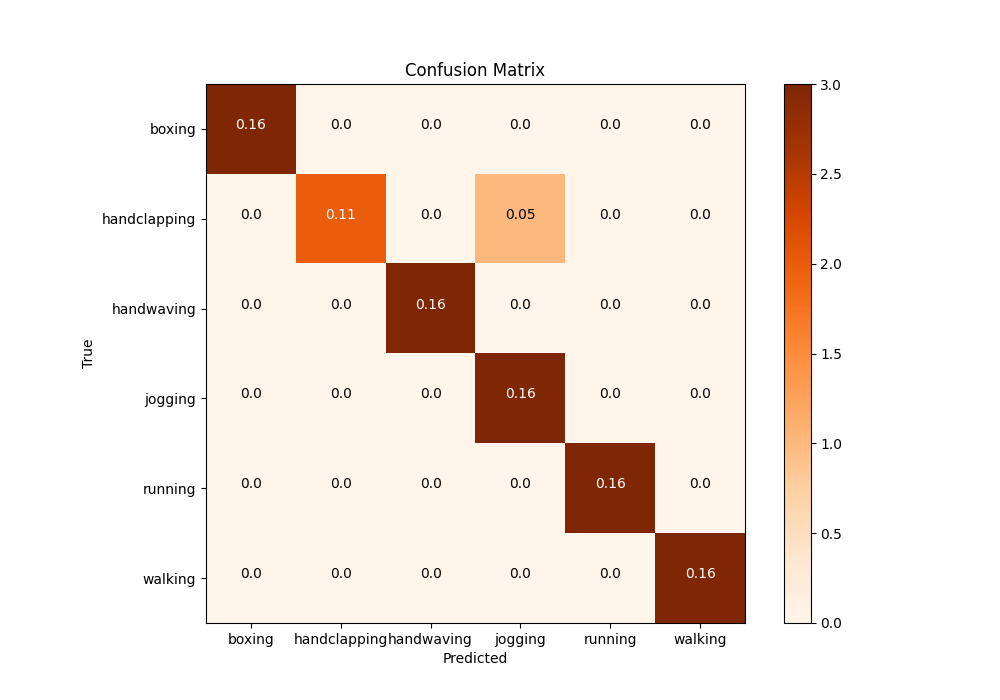 Confusion Matrix
boxing 0.16 0.0 0.0 0.0 0.0 0.0
handclapping 0.0 0.11 0.0 0.05 0.0 0.0
handwaving 0.0 0.0 0.16 0.0 0.0 0.0
jogging 0.0 0.0 0.0 0.16 0.0 0.0
running 0.0 0.0 0.0 0.0 0.16 0.0
walking 0.0 0.0 0.0 0.0 0.0 0.16
boxing handclapping handwaving jogging running walking
Predicted
True
3.0
2.5
2.0
1.5
1.0
0.5
0.0